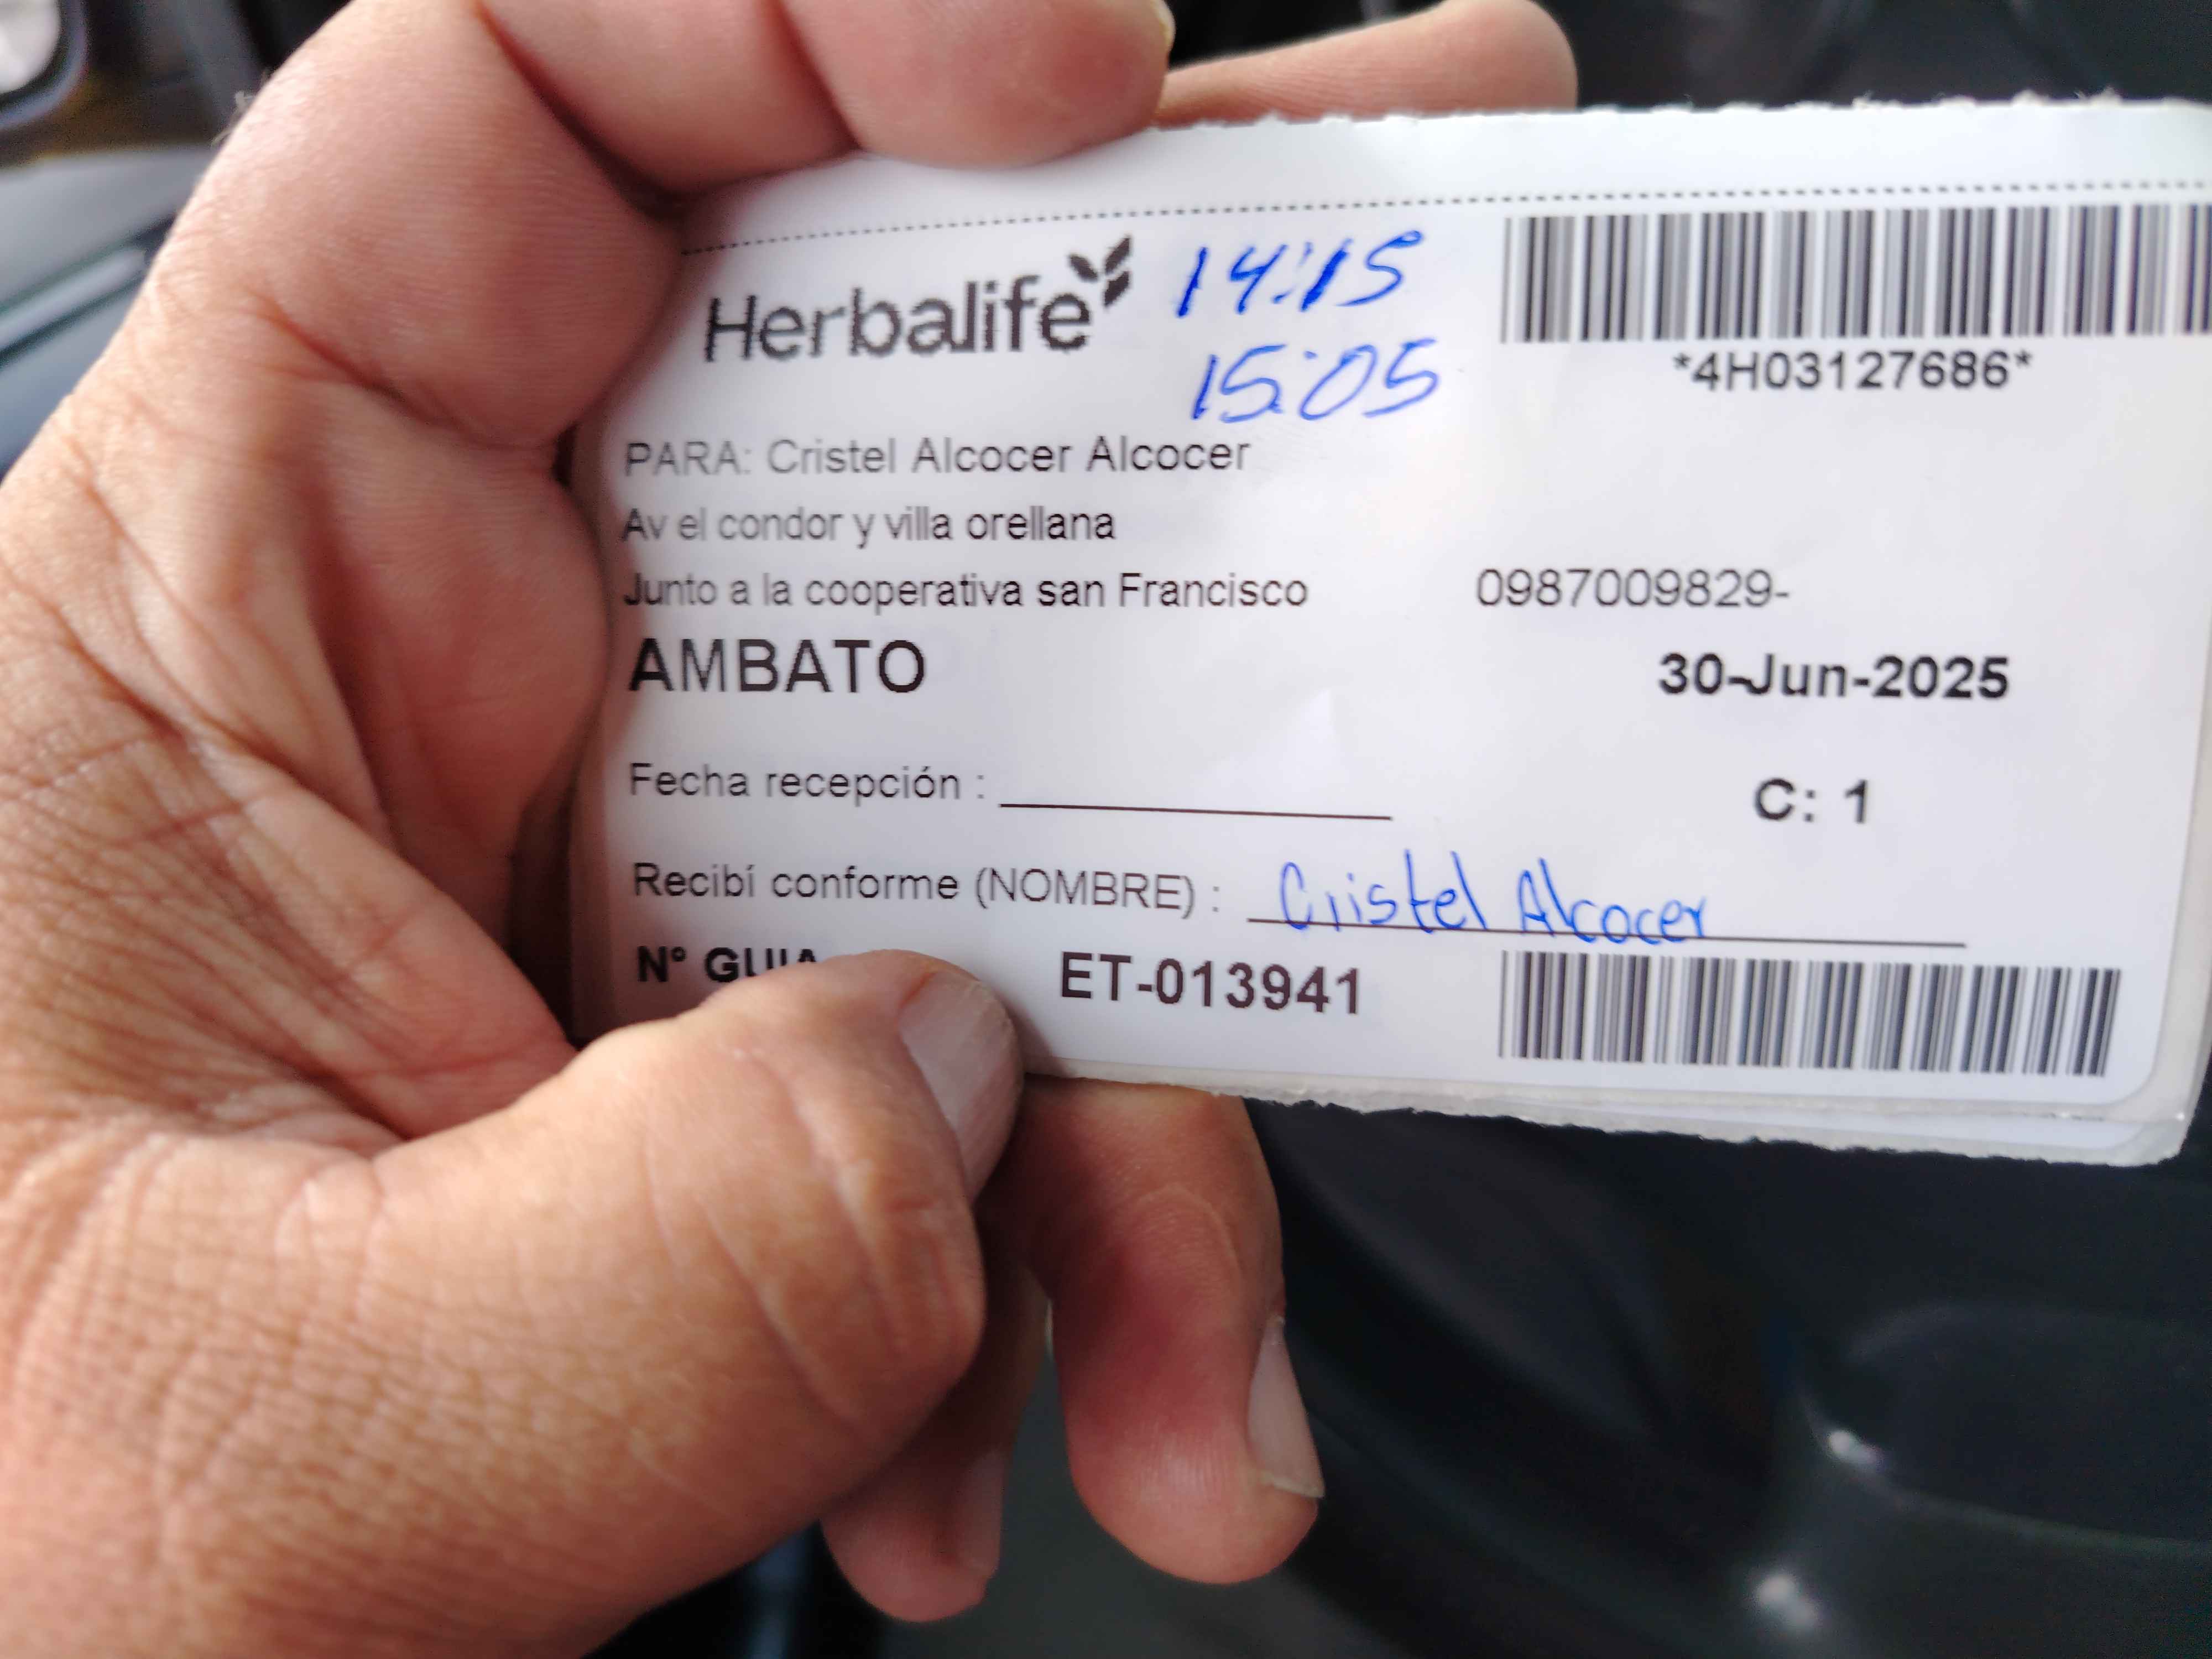 Herbalife 14:15
15:05
*4H03127686*
PARA: Cristel Alcocer Alcocer
Av el condor y villa orellana
Junto a la cooperativa san Francisco 0987009829-
AMBATO 30-Jun-2025
Fecha recepción :
C: 1
Recibí conforme (NOMBRE) : Cristel Alcocer
N° GUIA ET-013941